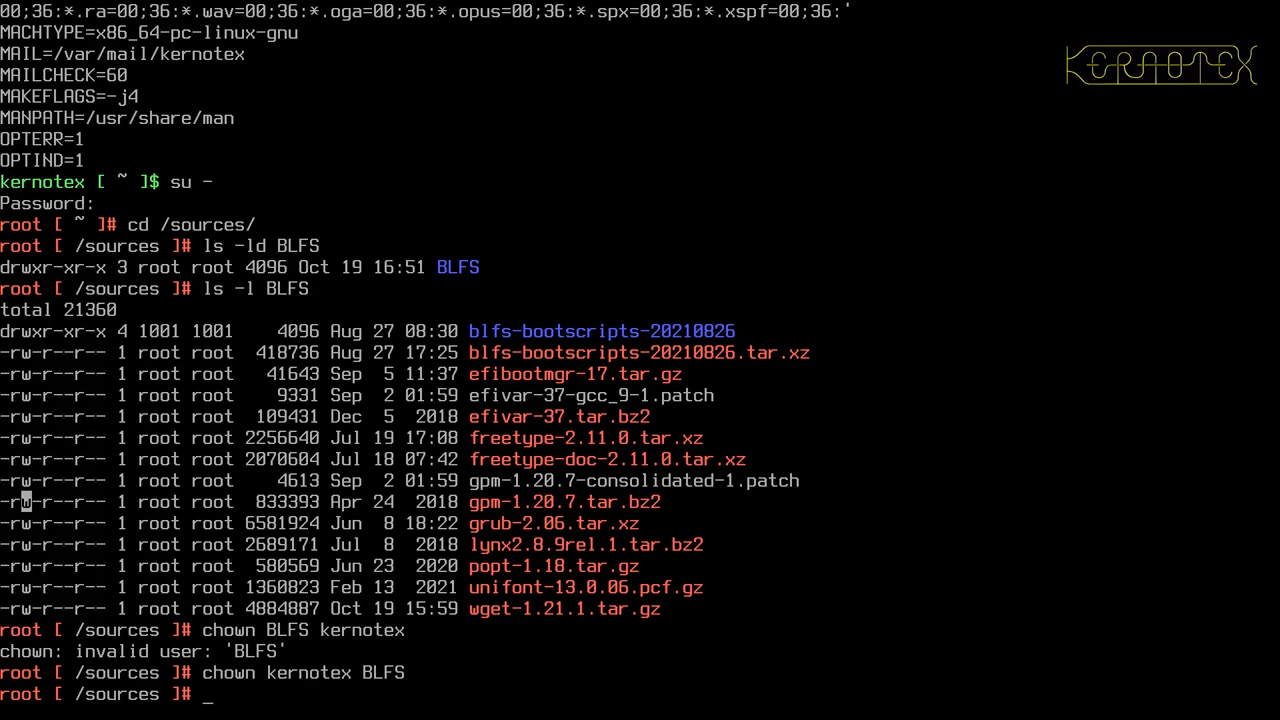 00;36:*.ra=00;36:*.wav=00;36:*.oga=00;36:*.opus=00;36:*.spx=00;36:*.xspf=00;36:'
MACHTYPE=x86_64-pc-linux-gnu
MAIL=/var/mail/kernotex
MAILCHECK=60
MAKEFLAGS=-j4
MANPATH=/usr/share/man
OPTERR=1
OPTIND=1
kernotex [ ~ ]$ su -
Password:
root [ ~ ]# cd /sources/
root [ /sources ]# ls -ld BLFS
drwxr-xr-x 3 root root 4096 Oct 19 16:51 BLFS
root [ /sources ]# ls -l BLFS
total 21360
drwxr-xr-x 4 1001 1001    4096 Aug 27 08:30 blfs-bootscripts-20210826
-rw-r--r-- 1 root root  418736 Aug 27 17:25 blfs-bootscripts-20210826.tar.xz
-rw-r--r-- 1 root root   41643 Sep  5 11:37 efibootmgr-17.tar.gz
-rw-r--r-- 1 root root    9331 Sep  2 01:59 efivar-37-gcc_9-1.patch
-rw-r--r-- 1 root root  109431 Dec  5  2018 efivar-37.tar.bz2
-rw-r--r-- 1 root root 2256640 Jul 19 17:08 freetype-2.11.0.tar.xz
-rw-r--r-- 1 root root 2070604 Jul 18 07:42 freetype-doc-2.11.0.tar.xz
-rw-r--r-- 1 root root    4613 Sep  2 01:59 gpm-1.20.7-consolidated-1.patch
-rw-r--r-- 1 root root  833393 Apr 24  2018 gpm-1.20.7.tar.bz2
-rw-r--r-- 1 root root 6581924 Jun  8 18:22 grub-2.06.tar.xz
-rw-r--r-- 1 root root 2689171 Jul  8  2018 lynx2.8.9rel.1.tar.bz2
-rw-r--r-- 1 root root  580569 Jun 23  2020 popt-1.18.tar.gz
-rw-r--r-- 1 root root 1360823 Feb 13  2021 unifont-13.0.06.pcf.gz
-rw-r--r-- 1 root root 4884887 Oct 19 15:59 wget-1.21.1.tar.gz
root [ /sources ]# chown BLFS kernotex
chown: invalid user: 'BLFS'
root [ /sources ]# chown kernotex BLFS
root [ /sources ]# _
KERNOTEX